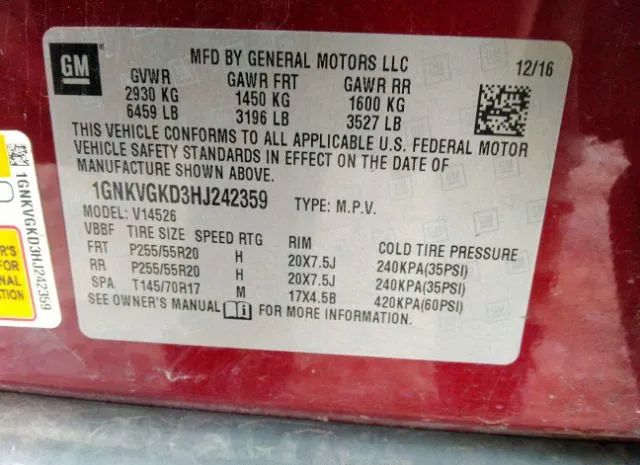 GM
MFD BY GENERAL MOTORS LLC
12/16
GVWR GAWR FRT GAWR RR
2930 KG 1450 KG 1600 KG
6459 LB 3196 LB 3527 LB
THIS VEHICLE CONFORMS TO ALL APPLICABLE U.S. FEDERAL MOTOR
VEHICLE SAFETY STANDARDS IN EFFECT ON THE DATE OF
MANUFACTURE SHOWN ABOVE.
1GNKVGKD3HJ242359 TYPE: M.P.V.
MODEL: V14526
VBBF TIRE SIZE SPEED RTG RIM COLD TIRE PRESSURE
FRT P255/55R20 H 20X7.5J 240KPA(35PSI)
RR P255/55R20 H 20X7.5J 240KPA(35PSI)
SPA T145/70R17 M 17X4.5B 420KPA(60PSI)
SEE OWNER'S MANUAL FOR MORE INFORMATION.
1GNKVGKD3HJ242359